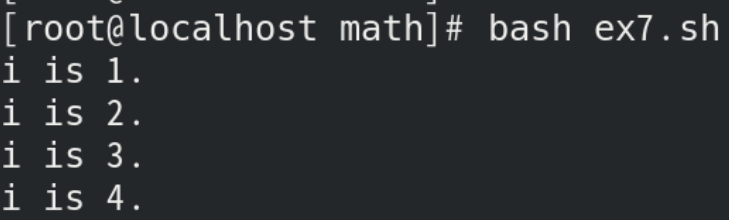 [root@localhost math]# bash ex7.sh
i is 1.
i is 2.
i is 3.
i is 4.